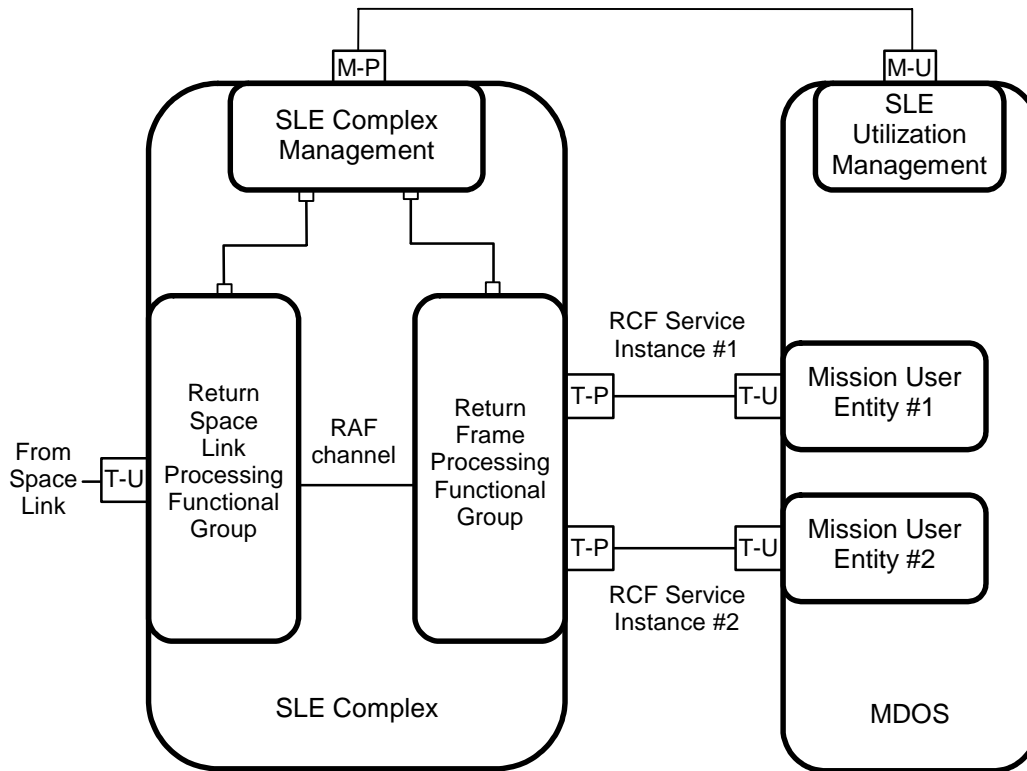 M-P
M-U
SLE Complex
Management
SLE
Utilization
Management
RCF Service
Instance #1
Mission User
Entity #1
T-P
T-U
Return
Space
Link
Processing
Functional
Group
RAF
channel
Return
Frame
Processing
Functional
Group
From
Space
Link
T-U
Mission User
Entity #2
T-P
T-U
RCF Service
Instance #2
SLE Complex
MDOS